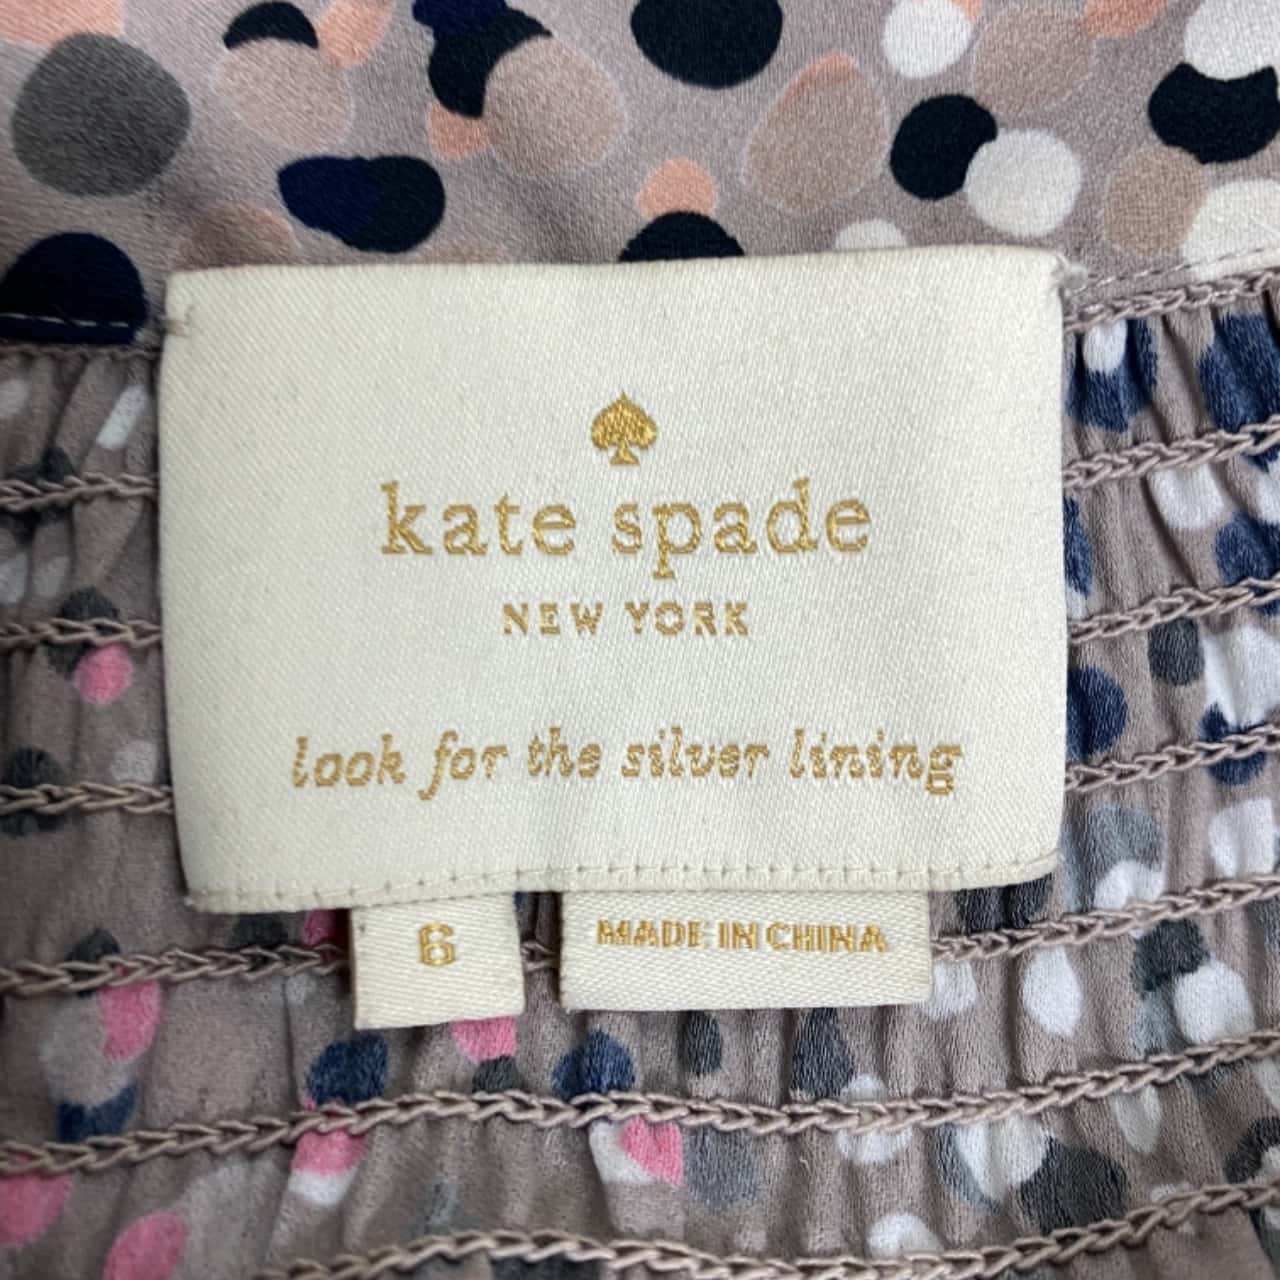 kate spade
NEW YORK
look for the silver lining
6
MADE IN CHINA